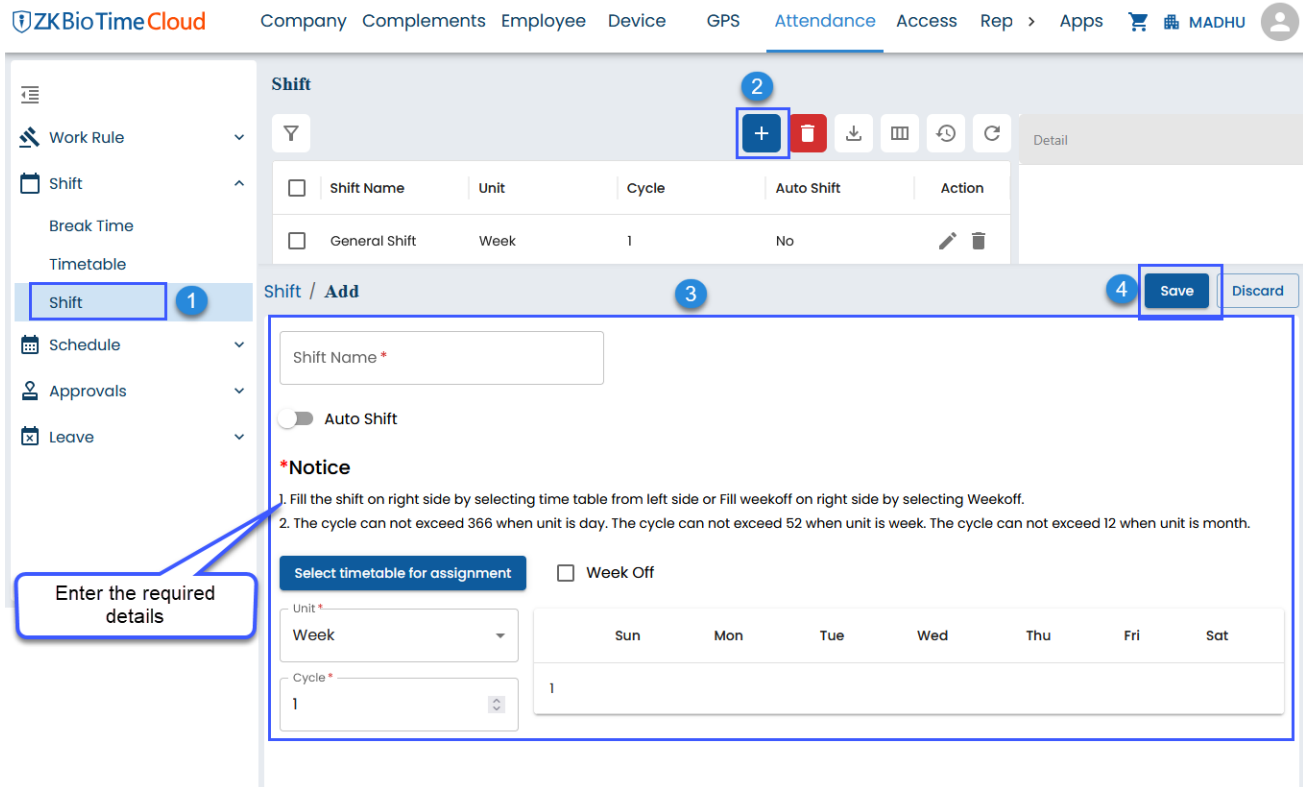 ZKBioTime Cloud
Company Complements Employee Device GPS Attendance Access Rep > Apps MADHU
Shift
2
Work Rule
Detail
Shift
Shift Name Unit Cycle Auto Shift Action
Break Time
General Shift Week 1 No
Timetable
Shift 1
Shift / Add 3 4 Save Discard
Schedule
Shift Name *
Approvals
Auto Shift
Leave
*Notice
1. Fill the shift on right side by selecting time table from left side or Fill weekoff on right side by selecting Weekoff.
2. The cycle can not exceed 366 when unit is day. The cycle can not exceed 52 when unit is week. The cycle can not exceed 12 when unit is month.
Select timetable for assignment Week Off
Enter the required
details
Unit *
Week
Sun Mon Tue Wed Thu Fri Sat
Cycle *
1
1